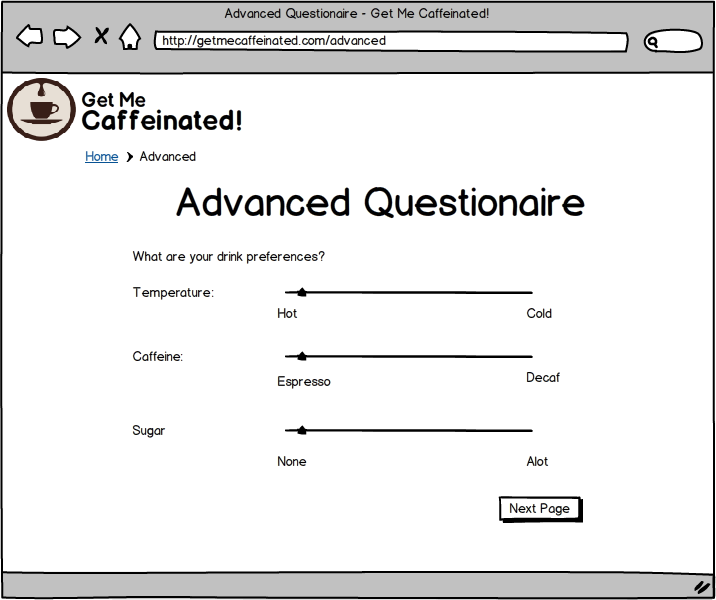 Advanced Questionaire - Get Me Caffeinated!
http://getmecaffeinated.com/advanced
Get Me
Caffeinated!
Home Advanced
Advanced Questionaire
What are your drink preferences?
Temperature:
Hot Cold
Caffeine:
Espresso Decaf
Sugar
None Alot
Next Page